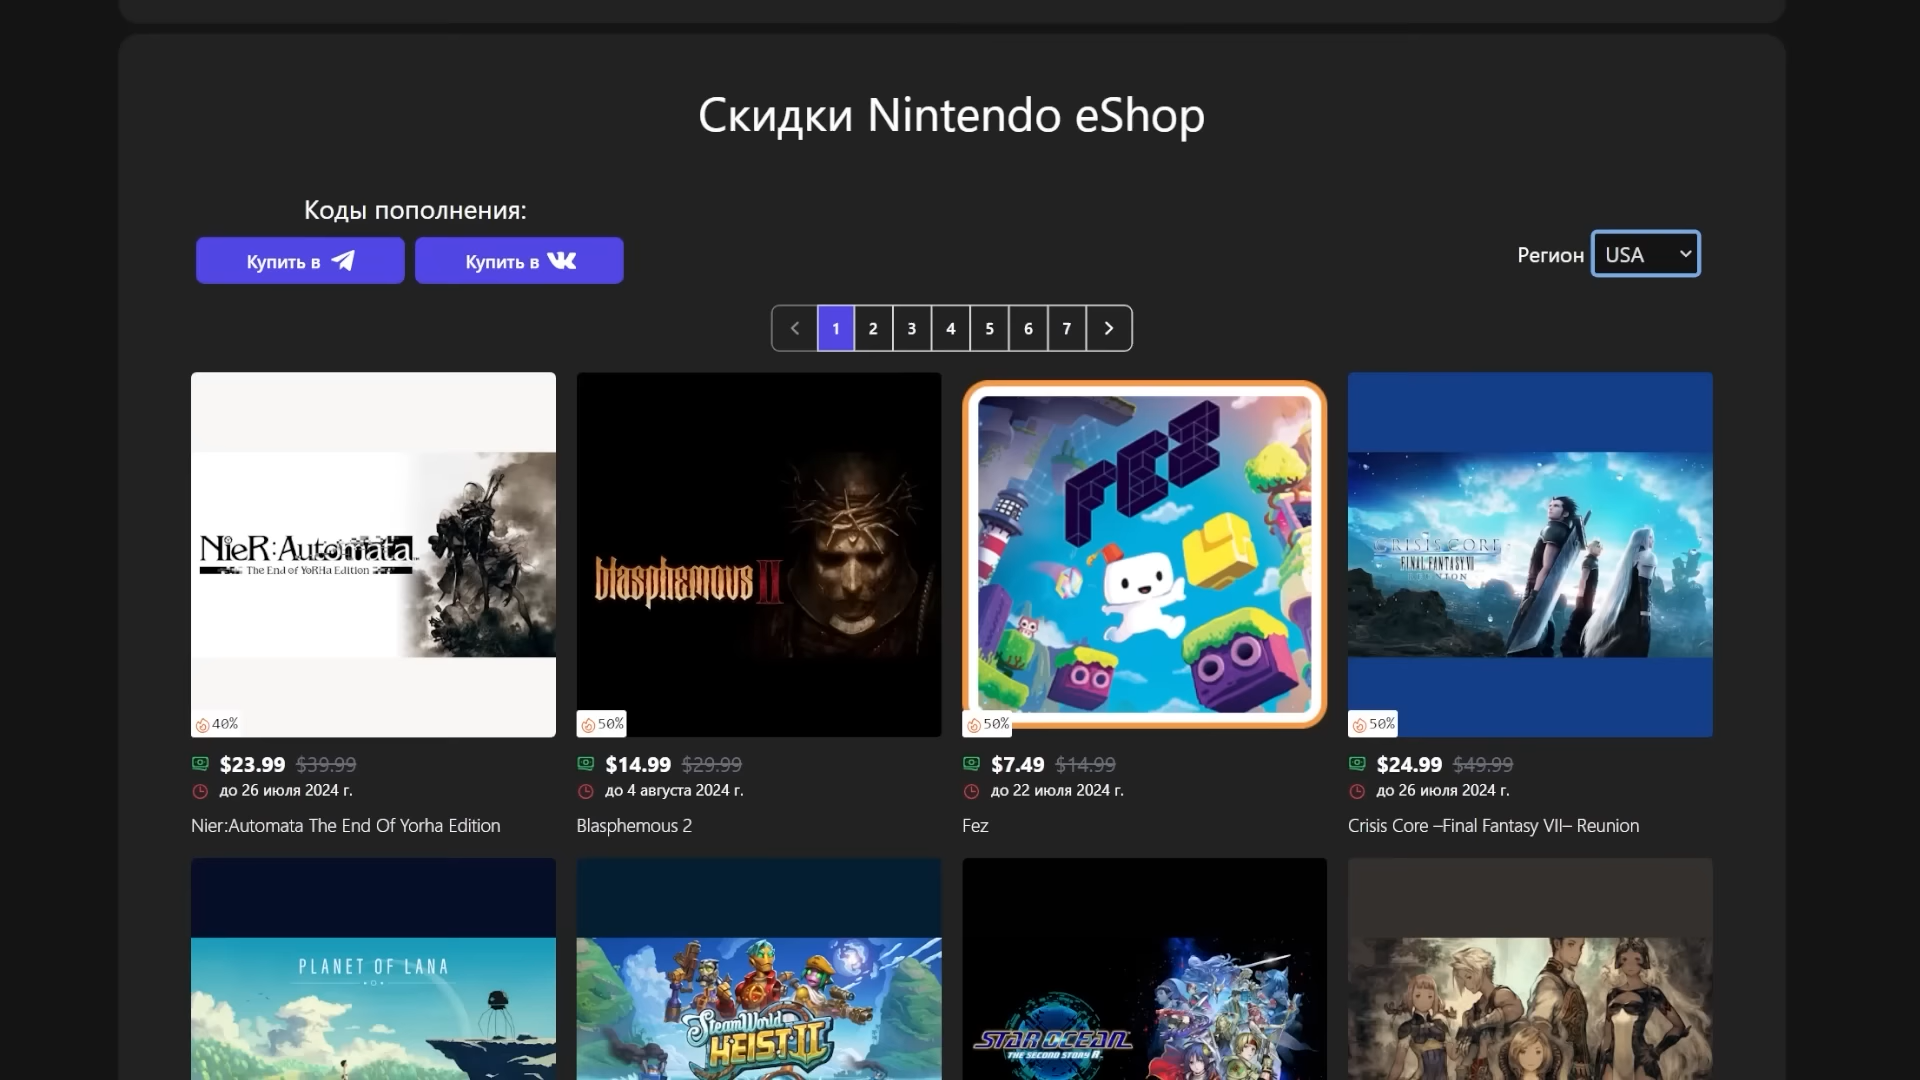 Скидки Nintendo eShop
Коды пополнения:
Купить в
Купить в
Регион USA
1 2 3 4 5 6 7
NieR:Automata
The End of YoRHa Edition
40%
$23.99 $39.99
до 26 июля 2024 г.
Nier:Automata The End Of Yorha Edition
blasphemous II
50%
$14.99 $29.99
до 4 августа 2024 г.
Blasphemous 2
FEZ
50%
$7.49 $14.99
до 22 июля 2024 г.
Fez
CRISIS CORE
FINAL FANTASY VII
REUNION
50%
$24.99 $49.99
до 26 июля 2024 г.
Crisis Core –Final Fantasy VII– Reunion
PLANET OF LANA
SteamWorld
HEIST II
STAR OCEAN
THE SECOND STORY R